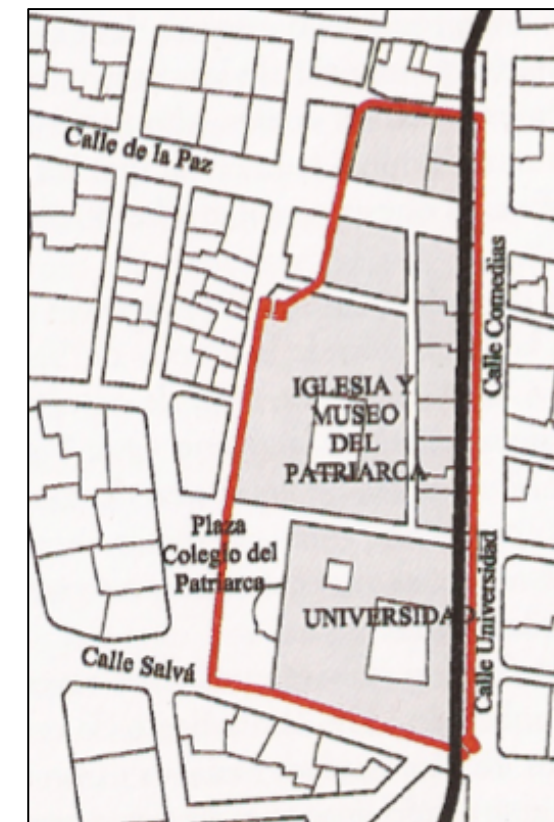 Calle de la Paz
Calle Comedias
IGLESIA Y
MUSEO
DEL
PATRIARCA
Plaza
Colegio del
Patriarca
UNIVERSIDAD
Calle Universidad
Calle Salvá